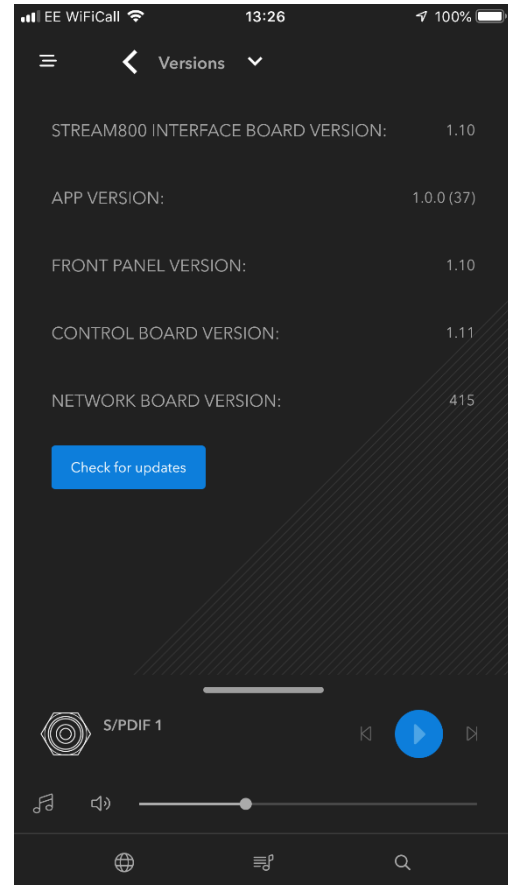 EE WiFiCall 13:26 100%
Versions
STREAM800 INTERFACE BOARD VERSION: 1.10
APP VERSION: 1.0.0 (37)
FRONT PANEL VERSION: 1.10
CONTROL BOARD VERSION: 1.11
NETWORK BOARD VERSION: 415
Check for updates
S/PDIF 1